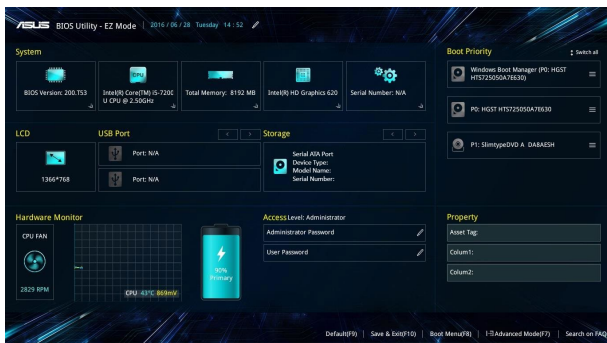 ASUS BIOS Utility - EZ Mode 2016 / 06 / 28 Tuesday 14 : 52
System
BIOS Version: 200.T53
CPU
Intel(R) Core(TM) i5-7200
U CPU @ 2.50GHz
Total Memory: 8192 MB
Intel(R) HD Graphics 620
Serial Number: N/A
Boot Priority
Switch all
Windows Boot Manager (P0: HGST
HTS725050A7E630)
P0: HGST HTS725050A7E630
P1: SlimtypeDVD A DA8AESH
LCD
1366*768
USB Port
Port: N/A
Port: N/A
Storage
Serial ATA Port
Device Type:
Model Name:
Serial Number:
Hardware Monitor
CPU FAN
2829 RPM
CPU 43°C 869mV
90%
Primary
Access Level: Administrator
Administrator Password
User Password
Property
Asset Tag:
Colum1:
Colum2:
Default(F9) | Save & Exit(F10) | Boot Menu(F8) | Advanced Mode(F7) | Search on FAQ